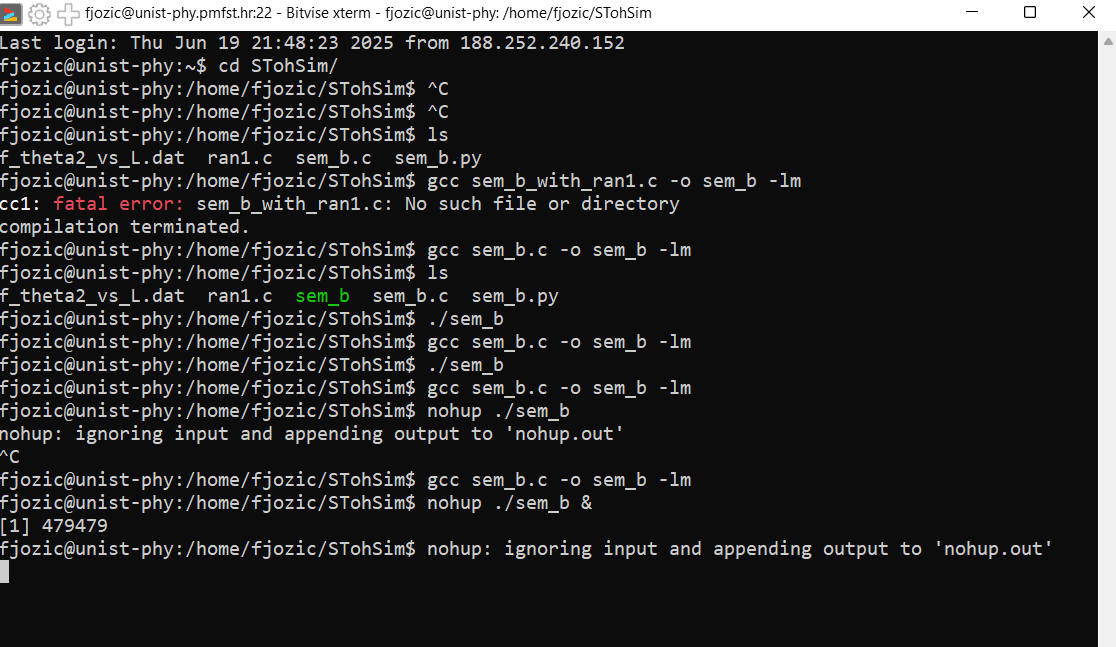 fjozic@unist-phy.pmfst.hr:22 - Bitvise xterm - fjozic@unist-phy: /home/fjozic/STohSim
Last login: Thu Jun 19 21:48:23 2025 from 188.252.240.152
fjozic@unist-phy:~$ cd STohSim/
fjozic@unist-phy:/home/fjozic/STohSim$ ^C
fjozic@unist-phy:/home/fjozic/STohSim$ ^C
fjozic@unist-phy:/home/fjozic/STohSim$ ls
f_theta2_vs_L.dat  ran1.c  sem_b.c  sem_b.py
fjozic@unist-phy:/home/fjozic/STohSim$ gcc sem_b_with_ran1.c -o sem_b -lm
cc1: fatal error: sem_b_with_ran1.c: No such file or directory
compilation terminated.
fjozic@unist-phy:/home/fjozic/STohSim$ gcc sem_b.c -o sem_b -lm
fjozic@unist-phy:/home/fjozic/STohSim$ ls
f_theta2_vs_L.dat  ran1.c  sem_b  sem_b.c  sem_b.py
fjozic@unist-phy:/home/fjozic/STohSim$ ./sem_b
fjozic@unist-phy:/home/fjozic/STohSim$ gcc sem_b.c -o sem_b -lm
fjozic@unist-phy:/home/fjozic/STohSim$ ./sem_b
fjozic@unist-phy:/home/fjozic/STohSim$ gcc sem_b.c -o sem_b -lm
fjozic@unist-phy:/home/fjozic/STohSim$ nohup ./sem_b
nohup: ignoring input and appending output to 'nohup.out'
^C
fjozic@unist-phy:/home/fjozic/STohSim$ gcc sem_b.c -o sem_b -lm
fjozic@unist-phy:/home/fjozic/STohSim$ nohup ./sem_b &
[1] 479479
fjozic@unist-phy:/home/fjozic/STohSim$ nohup: ignoring input and appending output to 'nohup.out'